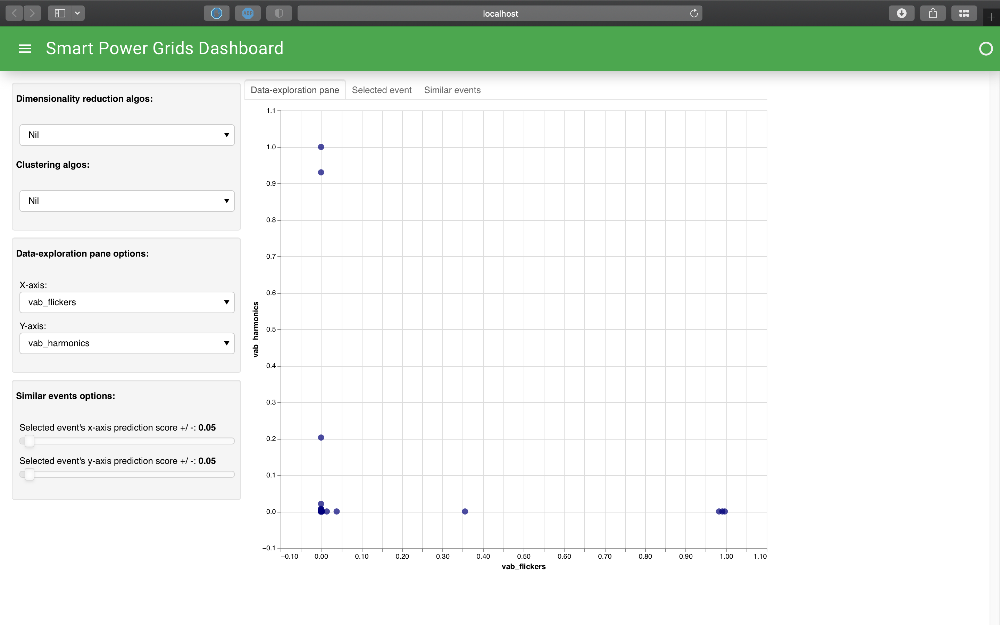 ABP
localhost
Smart Power Grids Dashboard
Dimensionality reduction algos:
Nil
Clustering algos:
Nil
Data-exploration pane options:
X-axis:
vab_flickers
Y-axis:
vab_harmonics
Similar events options:
Selected event's x-axis prediction score +/ -: 0.05
Selected event's y-axis prediction score +/ -: 0.05
Data-exploration pane Selected event Similar events
1.1
1.0
0.9
0.8
0.7
0.6
0.5
0.4
0.3
0.2
0.1
0.0
−0.1
vab_harmonics
−0.10 0.00 0.10 0.20 0.30 0.40 0.50 0.60 0.70 0.80 0.90 1.00 1.10
vab_flickers